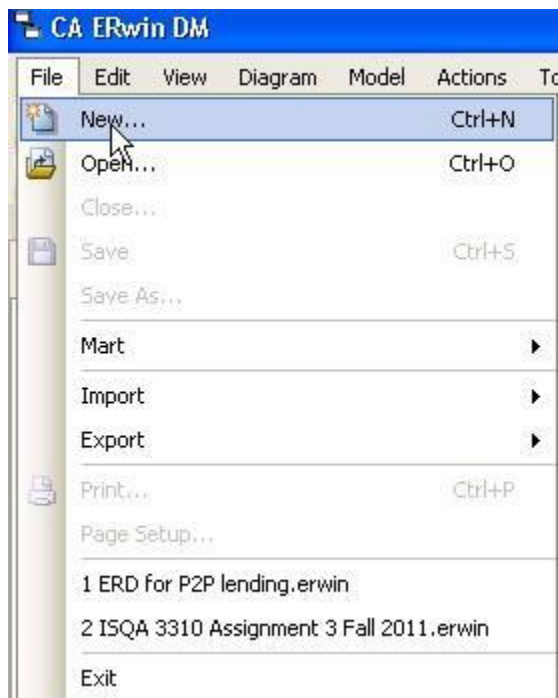 CA ERwin DM
File Edit View Diagram Model Actions
New... Ctrl+N
Open... Ctrl+O
Close...
Save Ctrl+S
Save As...
Mart
Import
Export
Print... Ctrl+P
Page Setup...
1 ERD for P2P lending.erwin
2 ISQA 3310 Assignment 3 Fall 2011.erwin
Exit